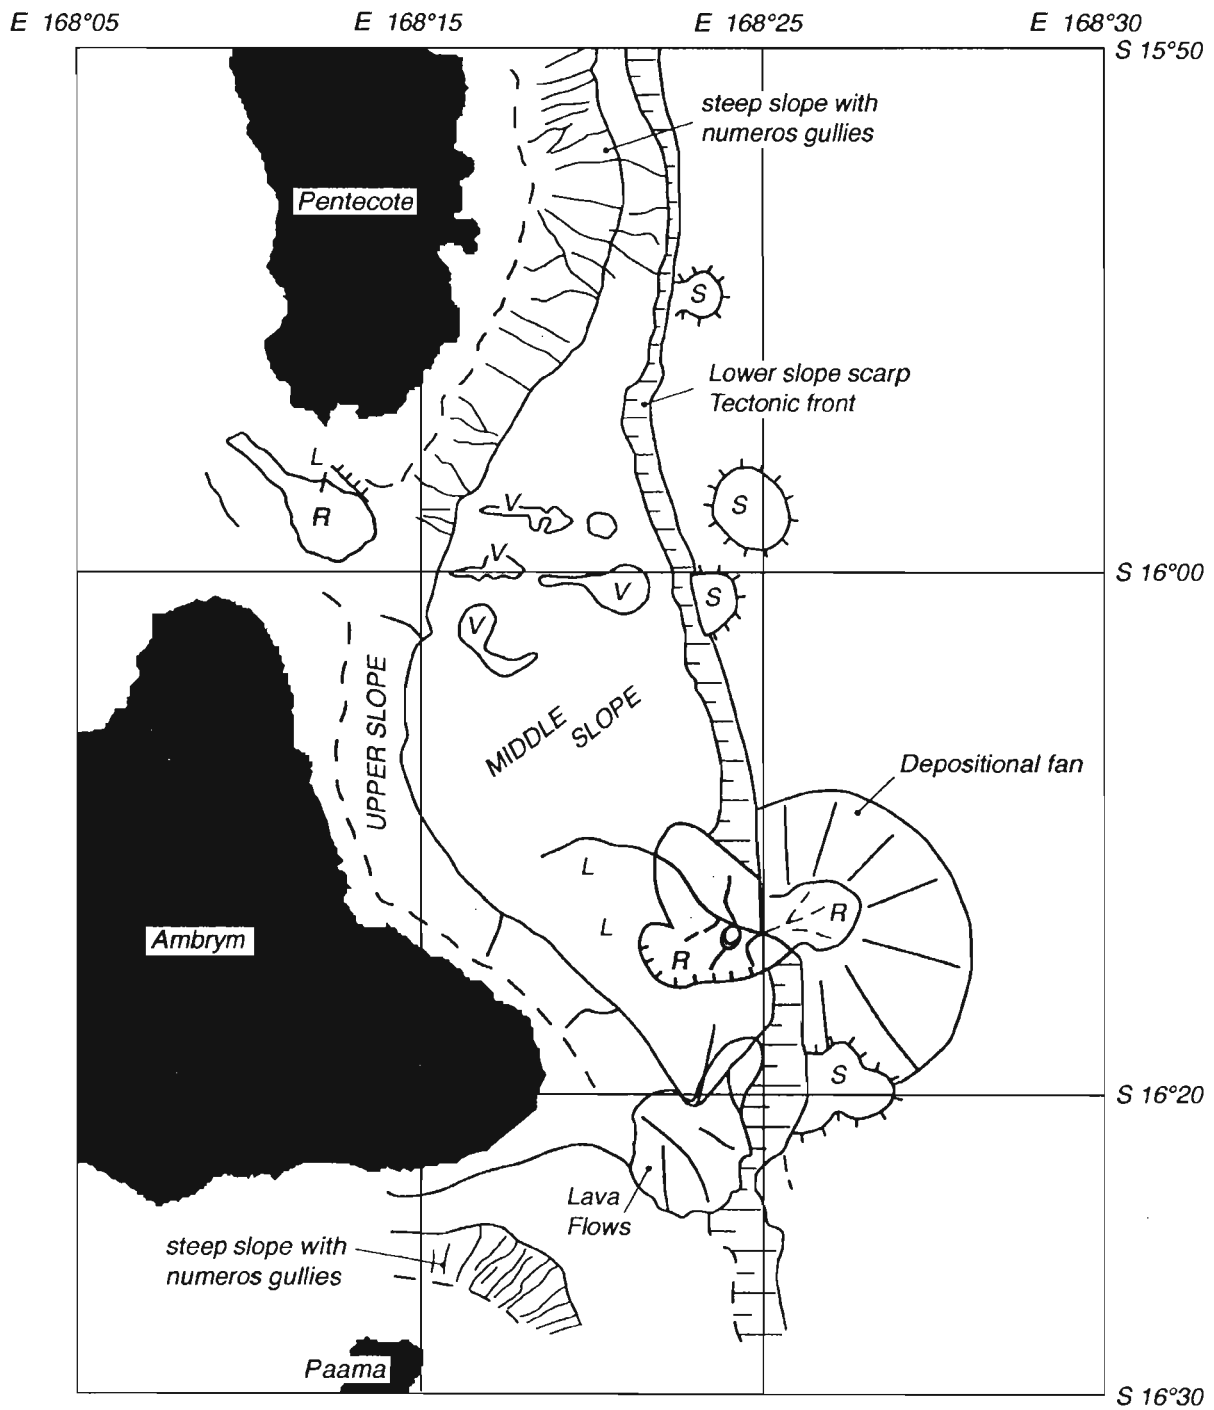 E 168°05 E 168°15 E 168°25 E 168°30
S 15°50
steep slope with
numeros gullies
Pentecote
S
Lower slope scarp
Tectonic front
L
R
V
S
V
S 16°00
V
S
V
UPPER SLOPE
MIDDLE
SLOPE
Depositional fan
L
R
L
Ambrym
R
S
S 16°20
Lava
Flows
steep slope with
numeros gullies
Paama
S 16°30